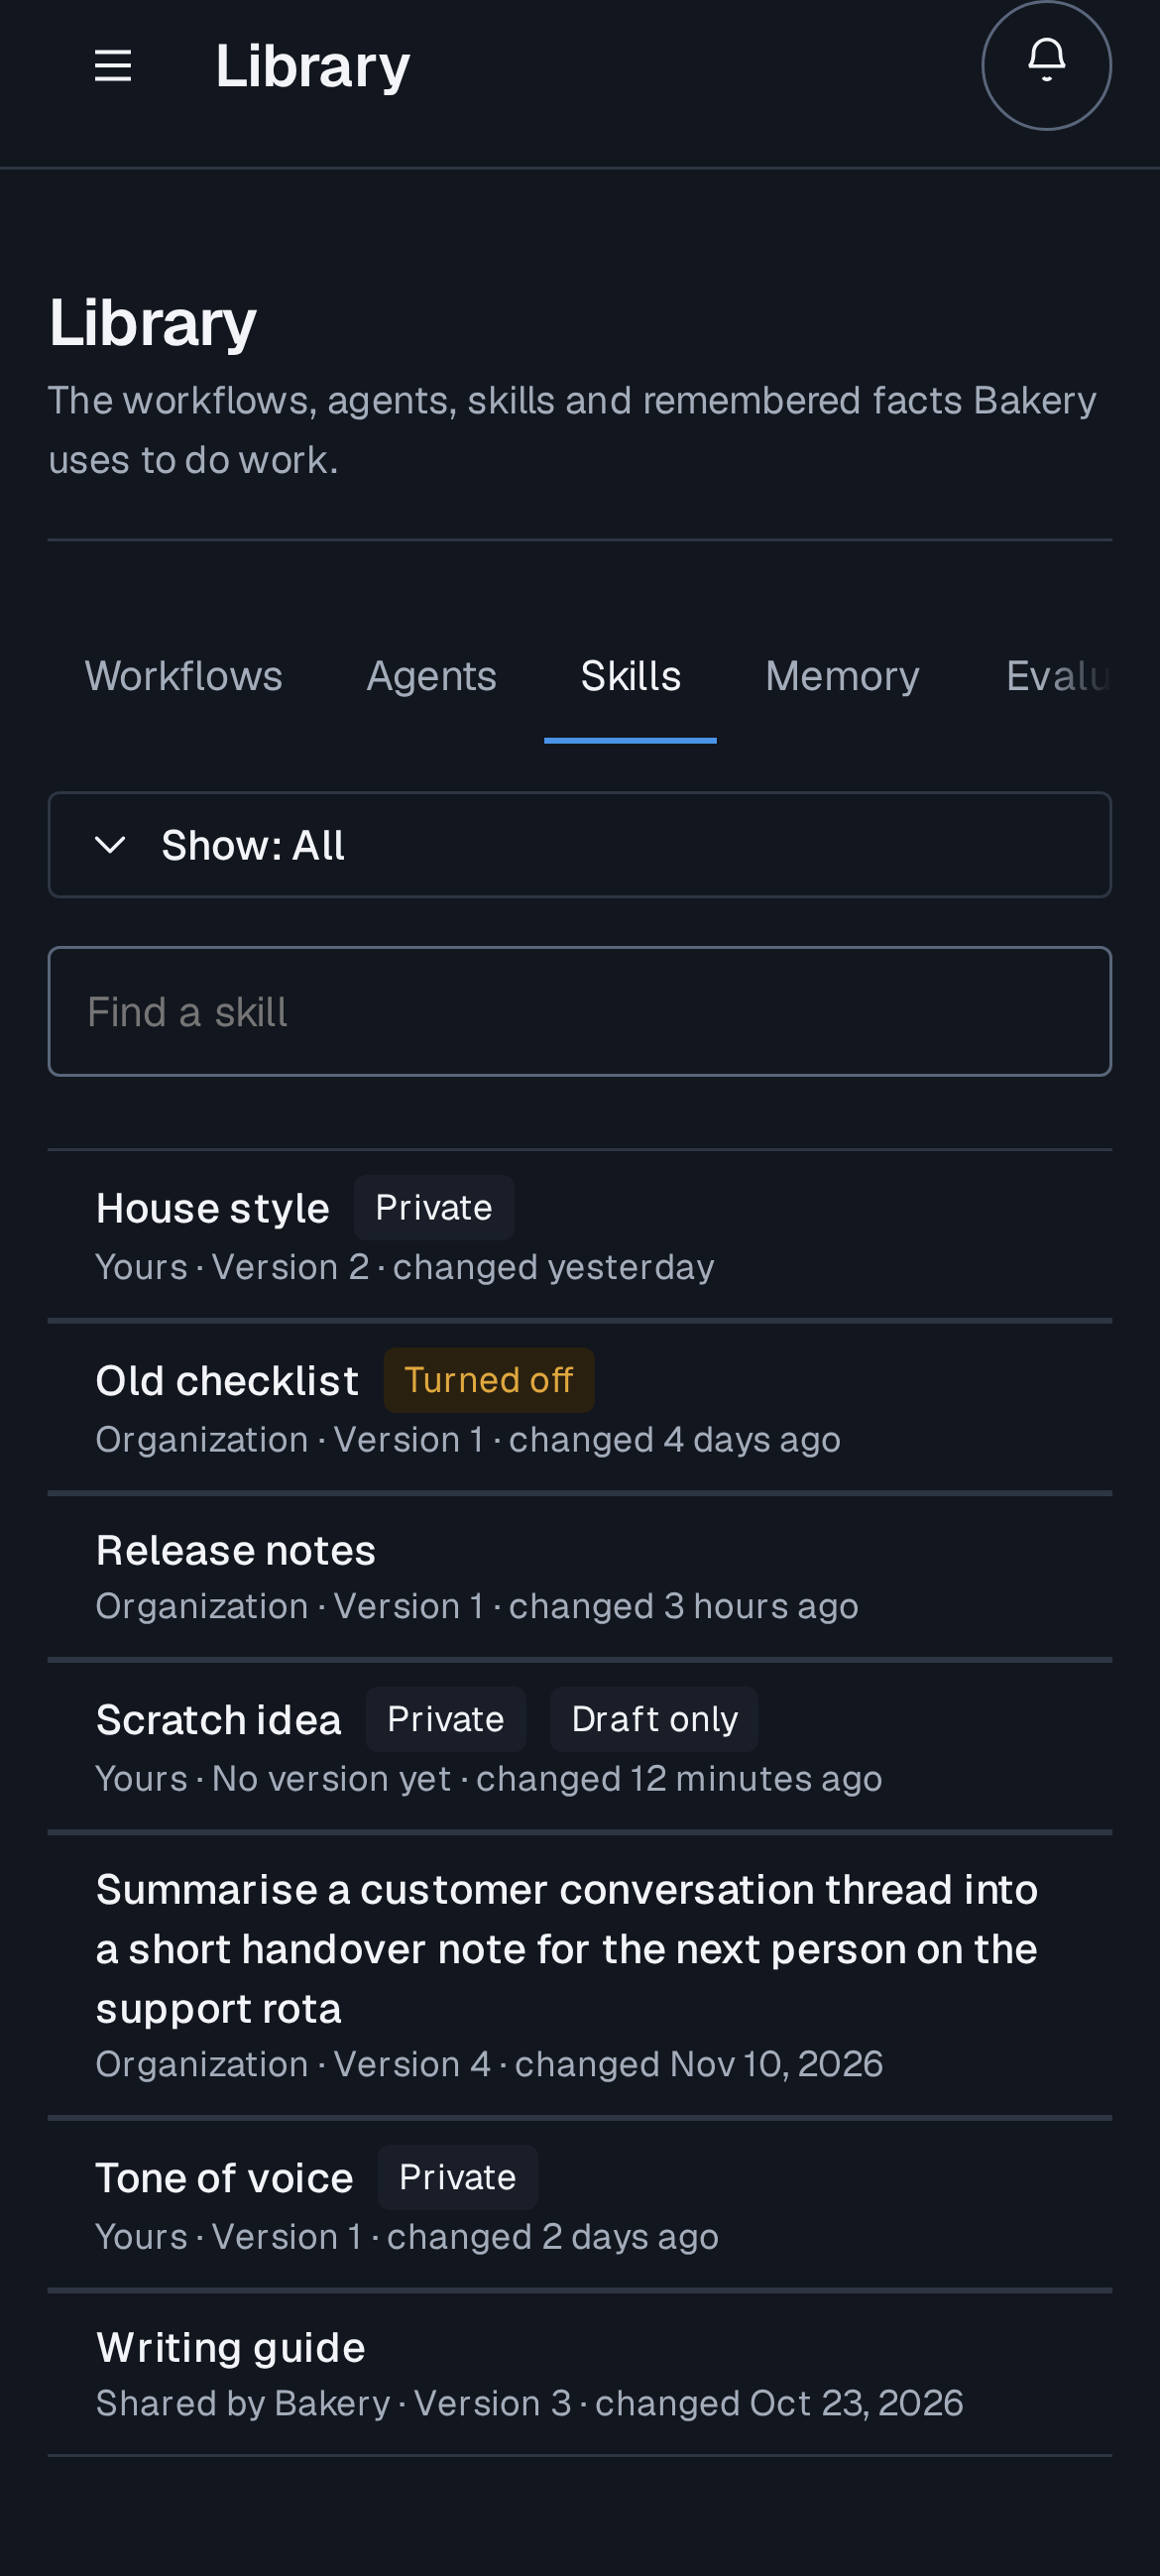 Library
Library
The workflows, agents, skills and remembered facts Bakery
uses to do work.
Workflows Agents Skills Memory Evalu
Show: All
Find a skill
House style Private
Yours · Version 2 · changed yesterday
Old checklist Turned off
Organization · Version 1 · changed 4 days ago
Release notes
Organization · Version 1 · changed 3 hours ago
Scratch idea Private Draft only
Yours · No version yet · changed 12 minutes ago
Summarise a customer conversation thread into
a short handover note for the next person on the
support rota
Organization · Version 4 · changed Nov 10, 2026
Tone of voice Private
Yours · Version 1 · changed 2 days ago
Writing guide
Shared by Bakery · Version 3 · changed Oct 23, 2026